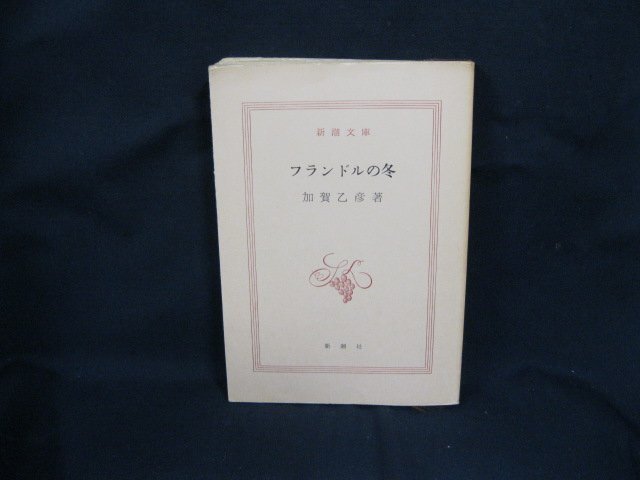 新潮文庫
フランドルの冬
加賀乙彦著
新潮社